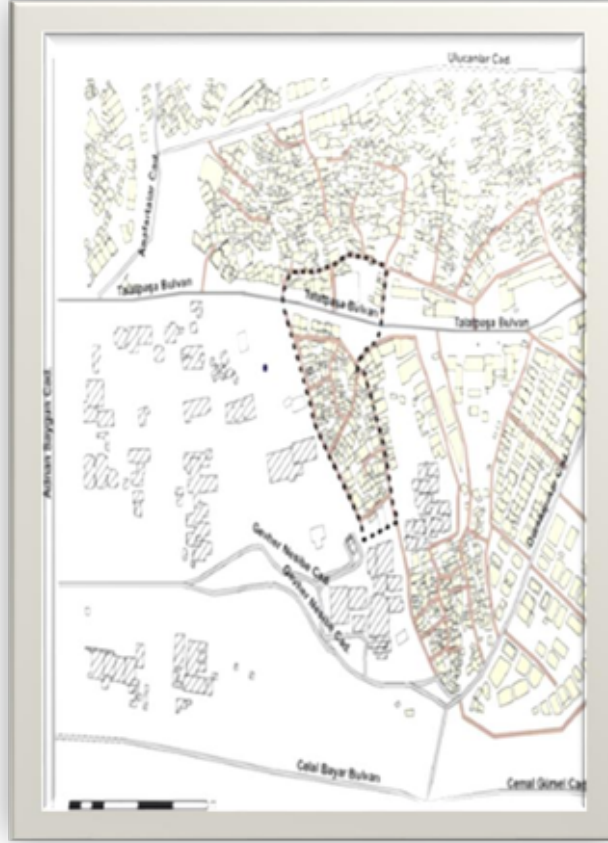 Ulucanlar Cad.
Anafartalar Cad.
Talatpaşa Bulvarı
Talatpaşa Bulvarı
Talatpaşa Bulvarı
Adnan Saygun Cad.
Gevher Nesibe Cad.
Gevher Nesibe Cad.
Celal Bayar Bulvarı
Cemal Gürsel Cad